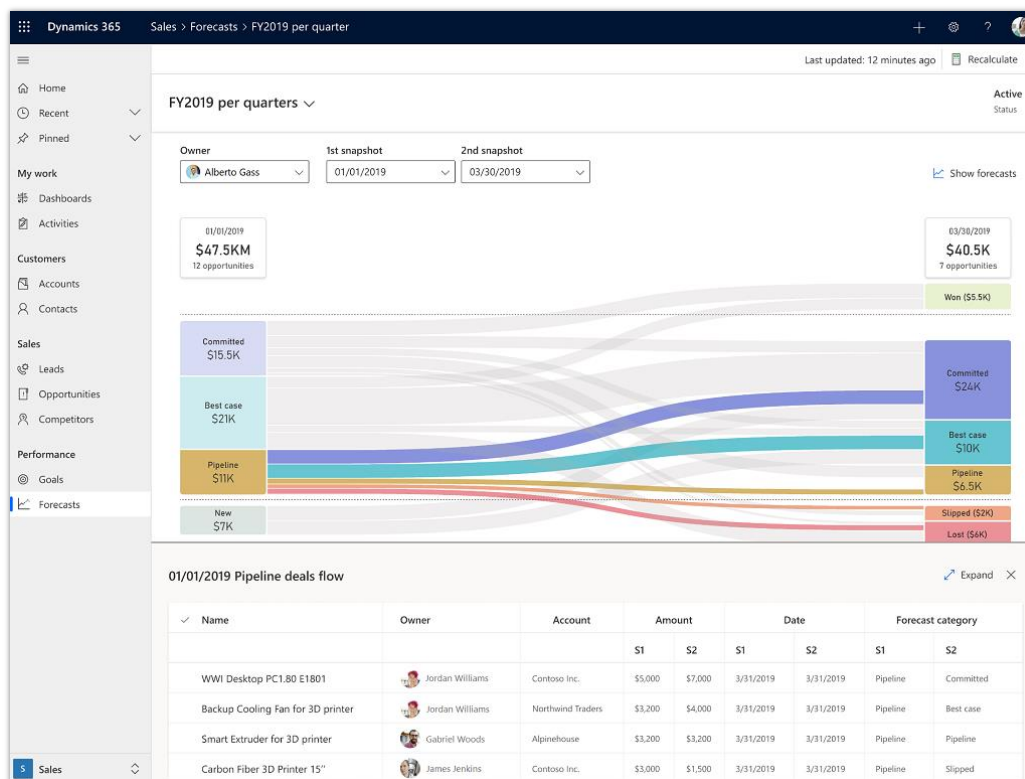 Dynamics 365
Sales > Forecasts > FY2019 per quarter
?
Last updated: 12 minutes ago
Recalculate
Home
Recent
Pinned
My work
Dashboards
Activities
Customers
Accounts
Contacts
Sales
Leads
Opportunities
Competitors
Performance
Goals
Forecasts
S Sales
FY2019 per quarters
Active
Status
Owner
Alberto Gass
1st snapshot
01/01/2019
2nd snapshot
03/30/2019
Show forecasts
01/01/2019
$47.5KM
12 opportunities
03/30/2019
$40.5K
7 opportunities
Committed
$15.5K
Best case
$21K
Pipeline
$11K
New
$7K
Won ($5.5K)
Committed
$24K
Best case
$10K
Pipeline
$6.5K
Slipped ($2K)
Lost ($6K)
01/01/2019 Pipeline deals flow
Expand
Name Owner Account Amount Date Forecast category
S1 S2 S1 S2 S1 S2
WWI Desktop PC1.80 E1801 Jordan Williams Contoso Inc. $5,000 $7,000 3/31/2019 3/31/2019 Pipeline Committed
Backup Cooling Fan for 3D printer Jordan Williams Northwind Traders $3,200 $4,000 3/31/2019 3/31/2019 Pipeline Best case
Smart Extruder for 3D printer Gabriel Woods Alpinehouse $3,200 $3,200 3/31/2019 3/31/2019 Pipeline Pipeline
Carbon Fiber 3D Printer 15″ James Jenkins Contoso Inc. $3,000 $1,500 3/31/2019 3/31/2019 Pipeline Slipped